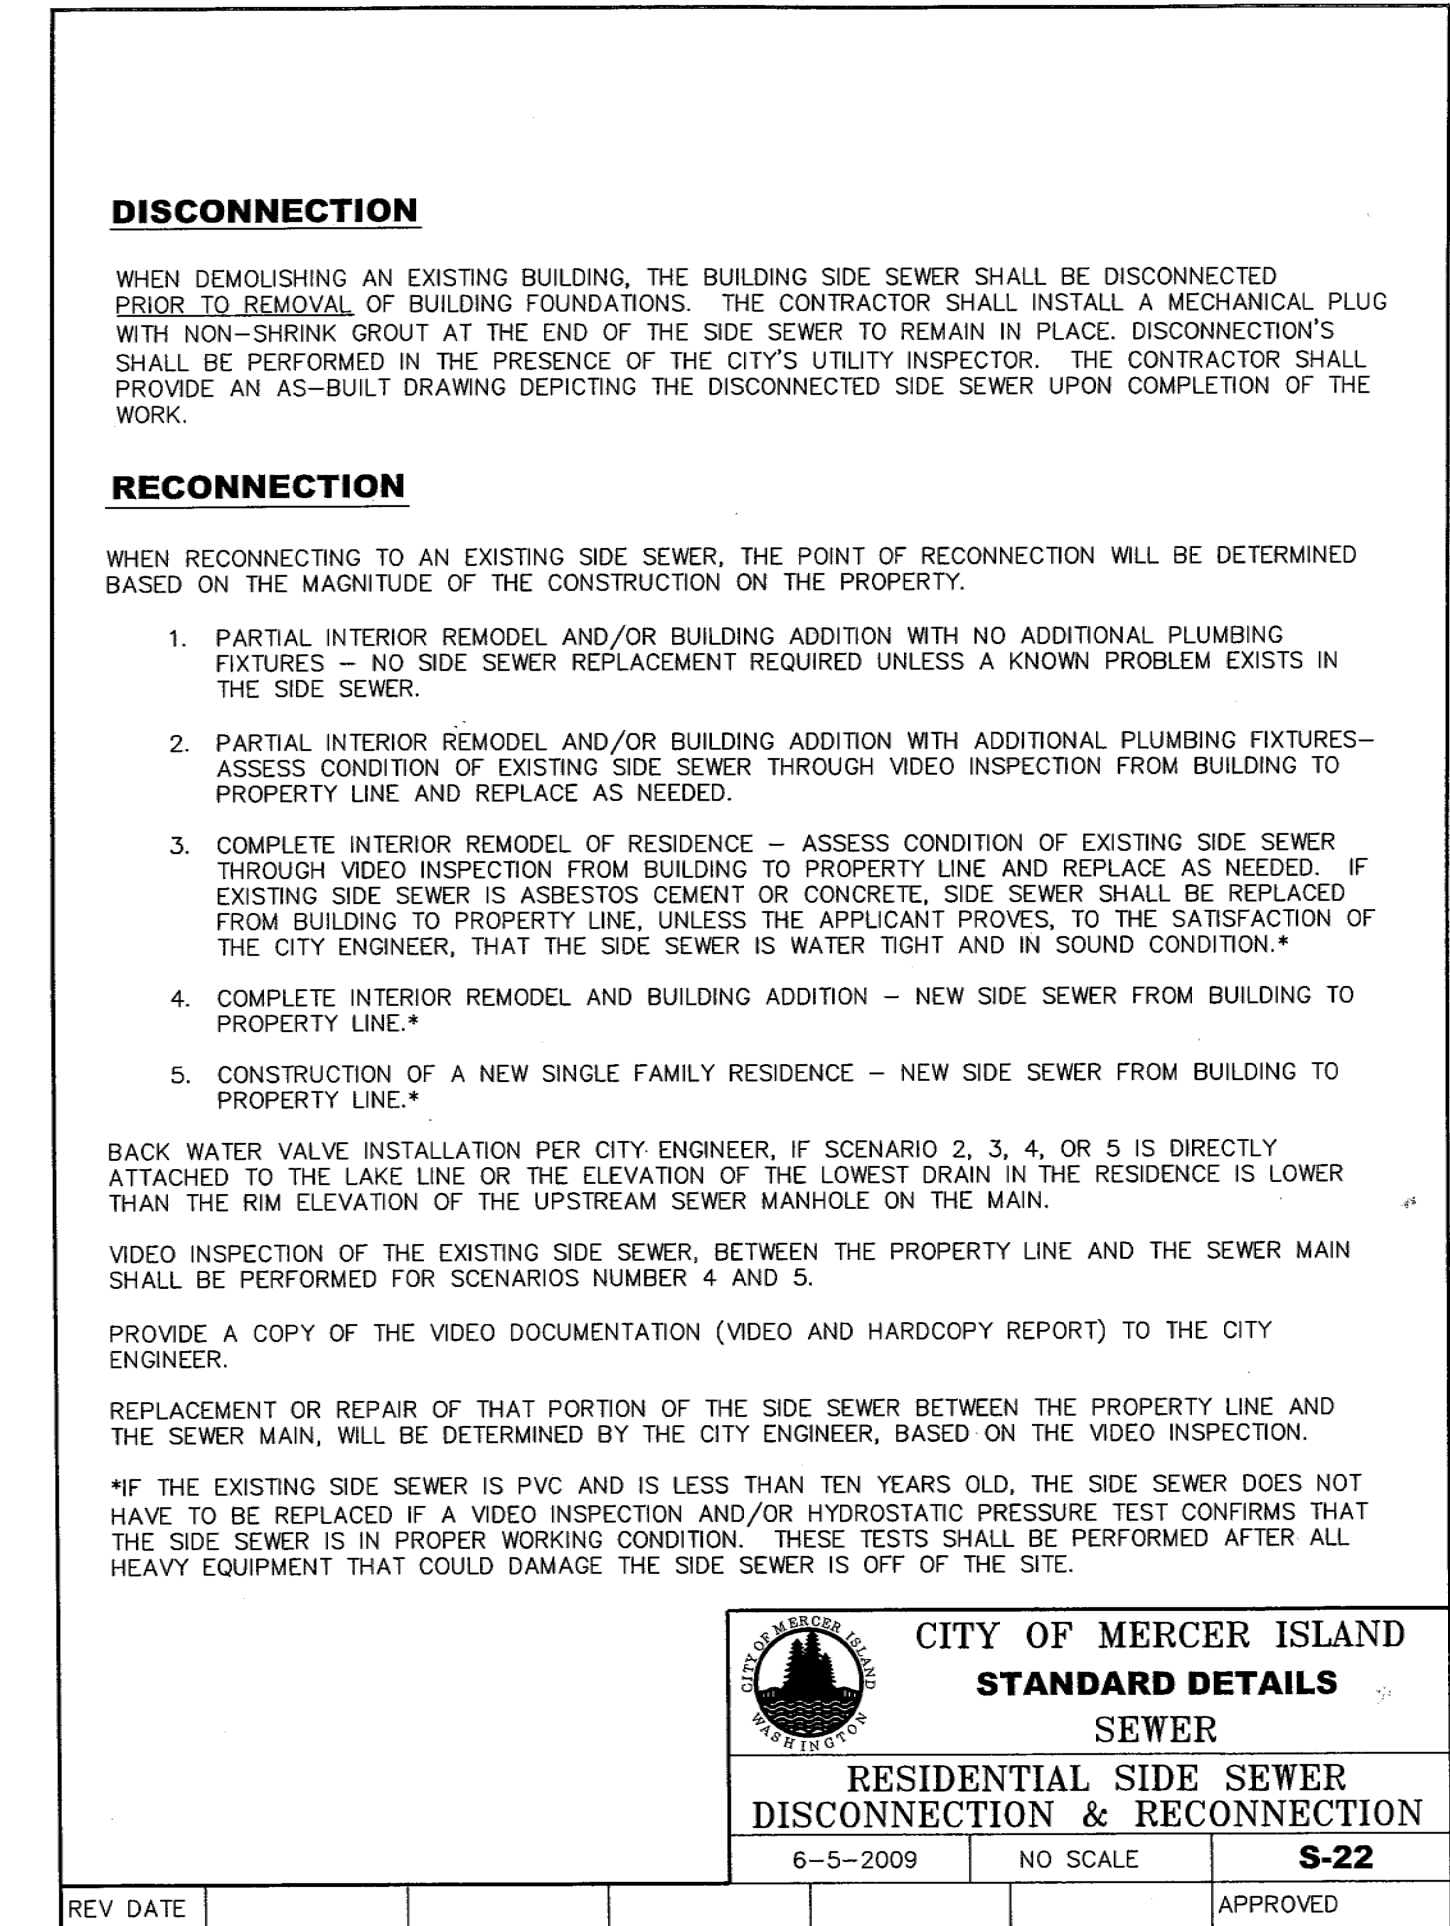 DISCONNECTION
WHEN DEMOLISHING AN EXISTING BUILDING, THE BUILDING SIDE SEWER SHALL BE DISCONNECTED
PRIOR TO REMOVAL OF BUILDING FOUNDATIONS. THE CONTRACTOR SHALL INSTALL A MECHANICAL PLUG
WITH NON-SHRINK GROUT AT THE END OF THE SIDE SEWER TO REMAIN IN PLACE. DISCONNECTION'S
SHALL BE PERFORMED IN THE PRESENCE OF THE CITY'S UTILITY INSPECTOR. THE CONTRACTOR SHALL
PROVIDE AN AS-BUILT DRAWING DEPICTING THE DISCONNECTED SIDE SEWER UPON COMPLETION OF THE
WORK.
RECONNECTION
WHEN RECONNECTING TO AN EXISTING SIDE SEWER, THE POINT OF RECONNECTION WILL BE DETERMINED
BASED ON THE MAGNITUDE OF THE CONSTRUCTION ON THE PROPERTY.
1. PARTIAL INTERIOR REMODEL AND/OR BUILDING ADDITION WITH NO ADDITIONAL PLUMBING
FIXTURES – NO SIDE SEWER REPLACEMENT REQUIRED UNLESS A KNOWN PROBLEM EXISTS IN
THE SIDE SEWER.
2. PARTIAL INTERIOR REMODEL AND/OR BUILDING ADDITION WITH ADDITIONAL PLUMBING FIXTURES–
ASSESS CONDITION OF EXISTING SIDE SEWER THROUGH VIDEO INSPECTION FROM BUILDING TO
PROPERTY LINE AND REPLACE AS NEEDED.
3. COMPLETE INTERIOR REMODEL OF RESIDENCE – ASSESS CONDITION OF EXISTING SIDE SEWER
THROUGH VIDEO INSPECTION FROM BUILDING TO PROPERTY LINE AND REPLACE AS NEEDED. IF
EXISTING SIDE SEWER IS ASBESTOS CEMENT OR CONCRETE, SIDE SEWER SHALL BE REPLACED
FROM BUILDING TO PROPERTY LINE, UNLESS THE APPLICANT PROVES, TO THE SATISFACTION OF
THE CITY ENGINEER, THAT THE SIDE SEWER IS WATER TIGHT AND IN SOUND CONDITION.*
4. COMPLETE INTERIOR REMODEL AND BUILDING ADDITION – NEW SIDE SEWER FROM BUILDING TO
PROPERTY LINE.*
5. CONSTRUCTION OF A NEW SINGLE FAMILY RESIDENCE – NEW SIDE SEWER FROM BUILDING TO
PROPERTY LINE.*
BACK WATER VALVE INSTALLATION PER CITY ENGINEER, IF SCENARIO 2, 3, 4, OR 5 IS DIRECTLY
ATTACHED TO THE LAKE LINE OR THE ELEVATION OF THE LOWEST DRAIN IN THE RESIDENCE IS LOWER
THAN THE RIM ELEVATION OF THE UPSTREAM SEWER MANHOLE ON THE MAIN.
VIDEO INSPECTION OF THE EXISTING SIDE SEWER, BETWEEN THE PROPERTY LINE AND THE SEWER MAIN
SHALL BE PERFORMED FOR SCENARIOS NUMBER 4 AND 5.
PROVIDE A COPY OF THE VIDEO DOCUMENTATION (VIDEO AND HARDCOPY REPORT) TO THE CITY
ENGINEER.
REPLACEMENT OR REPAIR OF THAT PORTION OF THE SIDE SEWER BETWEEN THE PROPERTY LINE AND
THE SEWER MAIN, WILL BE DETERMINED BY THE CITY ENGINEER, BASED ON THE VIDEO INSPECTION.
*IF THE EXISTING SIDE SEWER IS PVC AND IS LESS THAN TEN YEARS OLD, THE SIDE SEWER DOES NOT
HAVE TO BE REPLACED IF A VIDEO INSPECTION AND/OR HYDROSTATIC PRESSURE TEST CONFIRMS THAT
THE SIDE SEWER IS IN PROPER WORKING CONDITION. THESE TESTS SHALL BE PERFORMED AFTER ALL
HEAVY EQUIPMENT THAT COULD DAMAGE THE SIDE SEWER IS OFF OF THE SITE.
CITY OF MERCER ISLAND
WASHINGTON
CITY OF MERCER ISLAND
STANDARD DETAILS
SEWER
RESIDENTIAL SIDE SEWER
DISCONNECTION & RECONNECTION
6-5-2009 NO SCALE S-22
REV DATE APPROVED